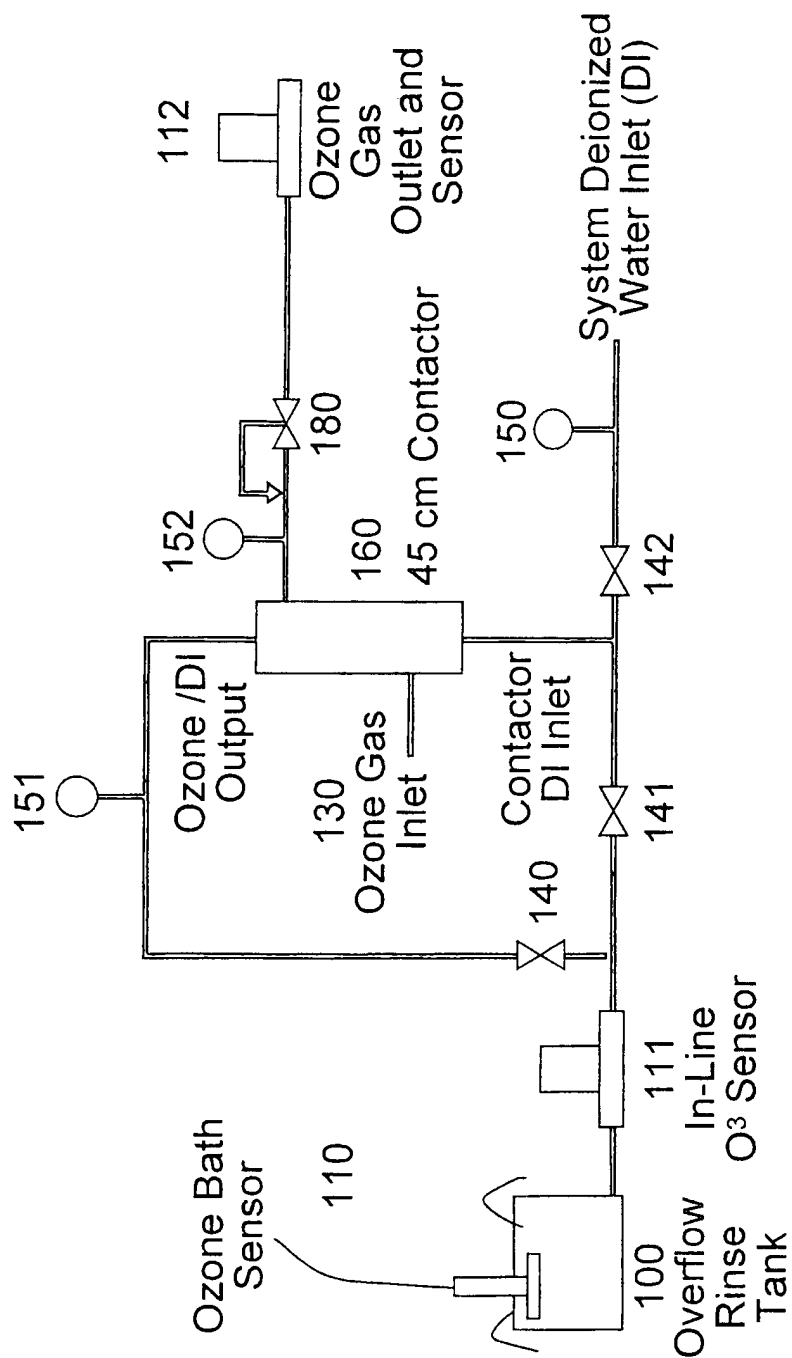 112
Ozone
Gas
Outlet and
Sensor
System Deionized
Water Inlet (DI)
180
150
152
160
45 cm Contactor
142
151
Ozone /DI
Output
130
Ozone Gas
Inlet
Contactor
DI Inlet
141
140
Ozone Bath
Sensor
110
111
In-Line
O³ Sensor
100
Overflow
Rinse
Tank